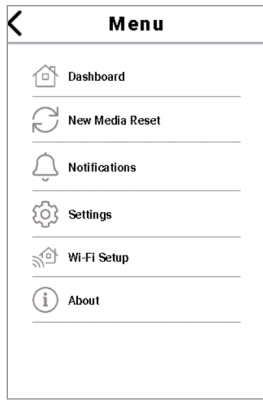 Menu
Dashboard
New Media Reset
Notifications
Settings
Wi-Fi Setup
About